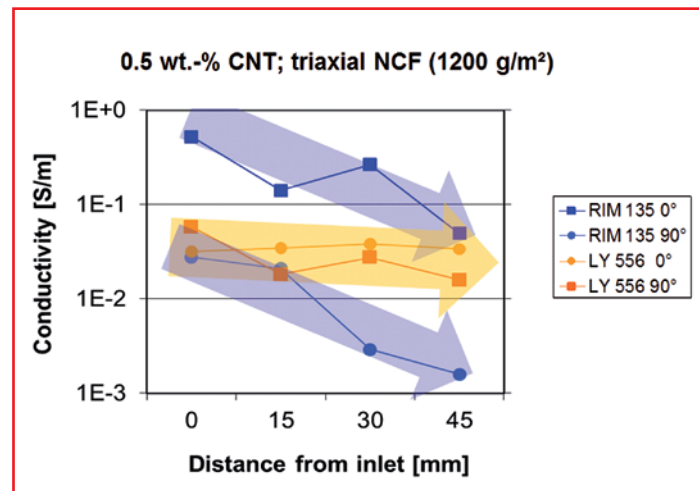 0.5 wt.-% CNT; triaxial NCF (1200 g/m²)
Conductivity [S/m]
1E+0
1E-1
1E-2
1E-3
0 15 30 45
Distance from inlet [mm]
RIM 135 0°
RIM 135 90°
LY 556 0°
LY 556 90°